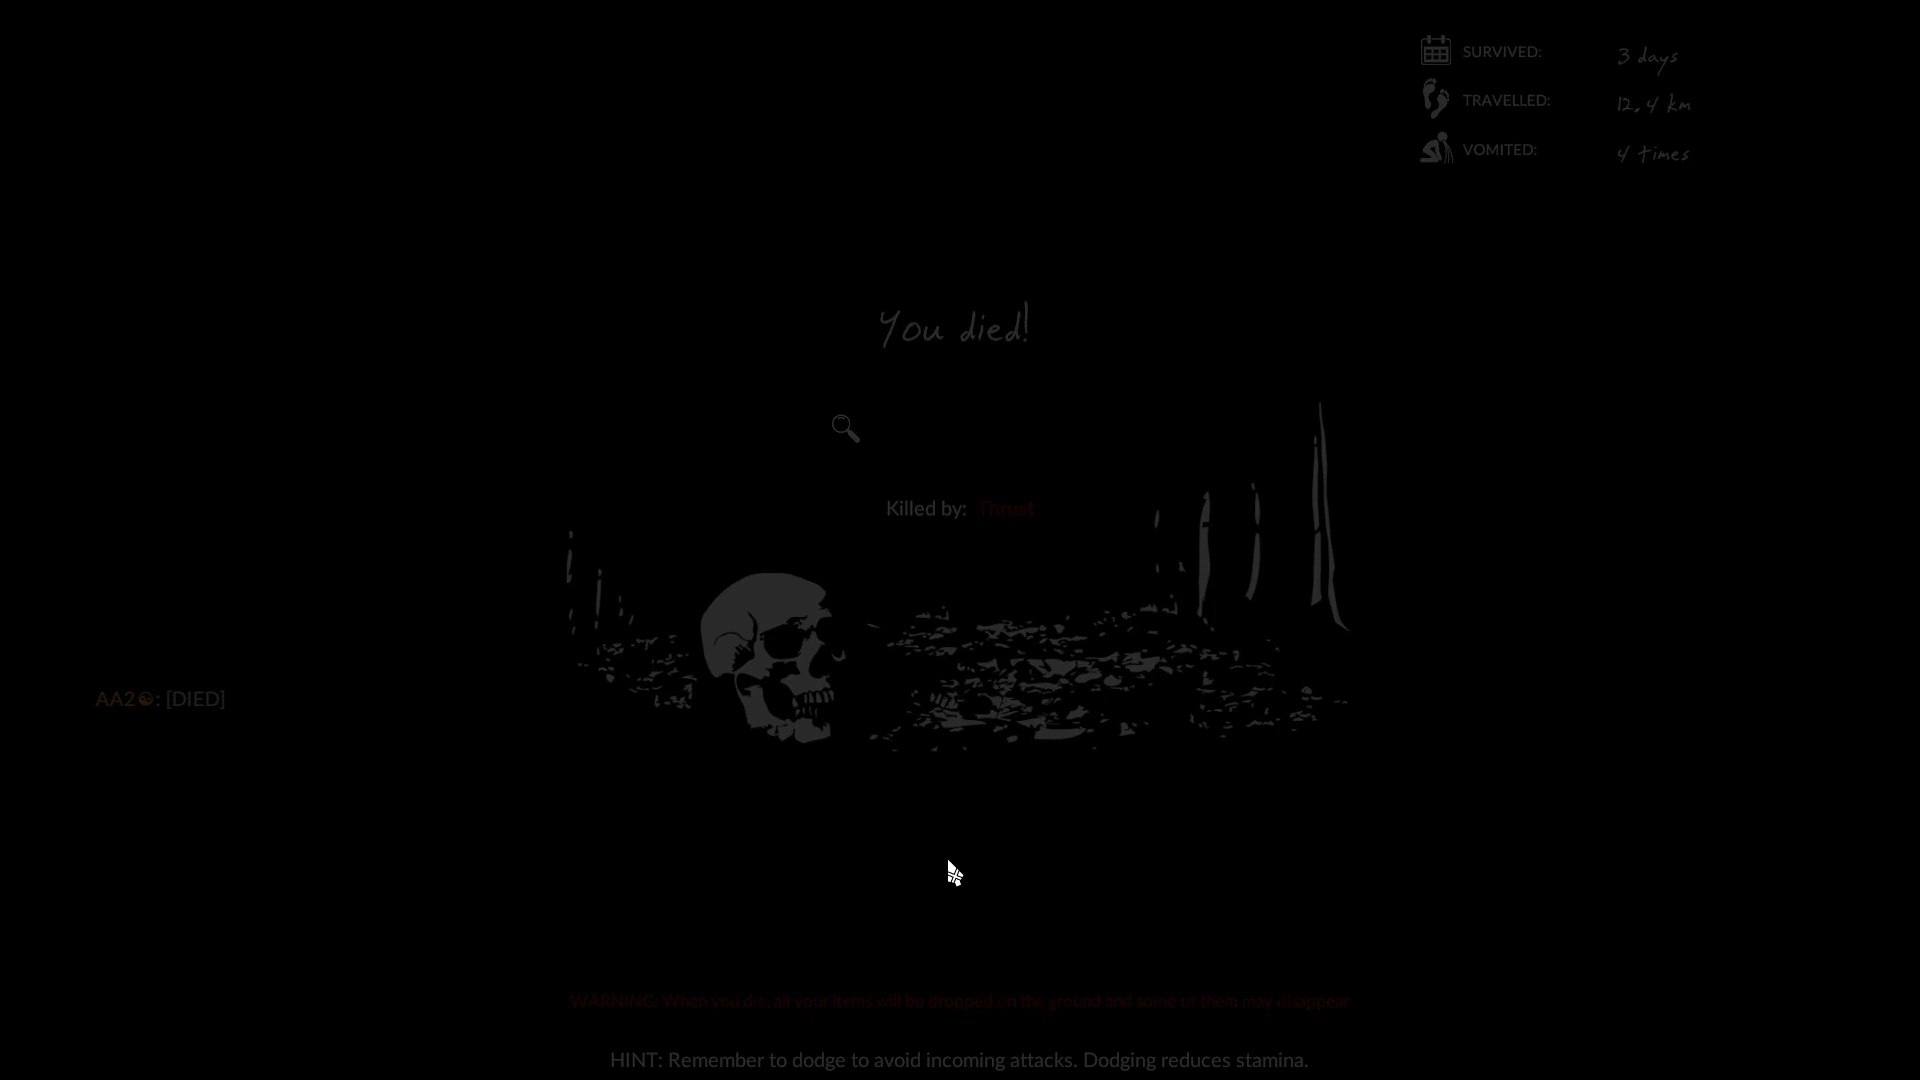 SURVIVED: 3 days
TRAVELLED: 12.4 km
VOMITED: 4 times
You died!
Killed by: Thrust
AA2: [DIED]
WARNING: When you die, all your items will be dropped on the ground and some of them may disappear
HINT: Remember to dodge to avoid incoming attacks. Dodging reduces stamina.